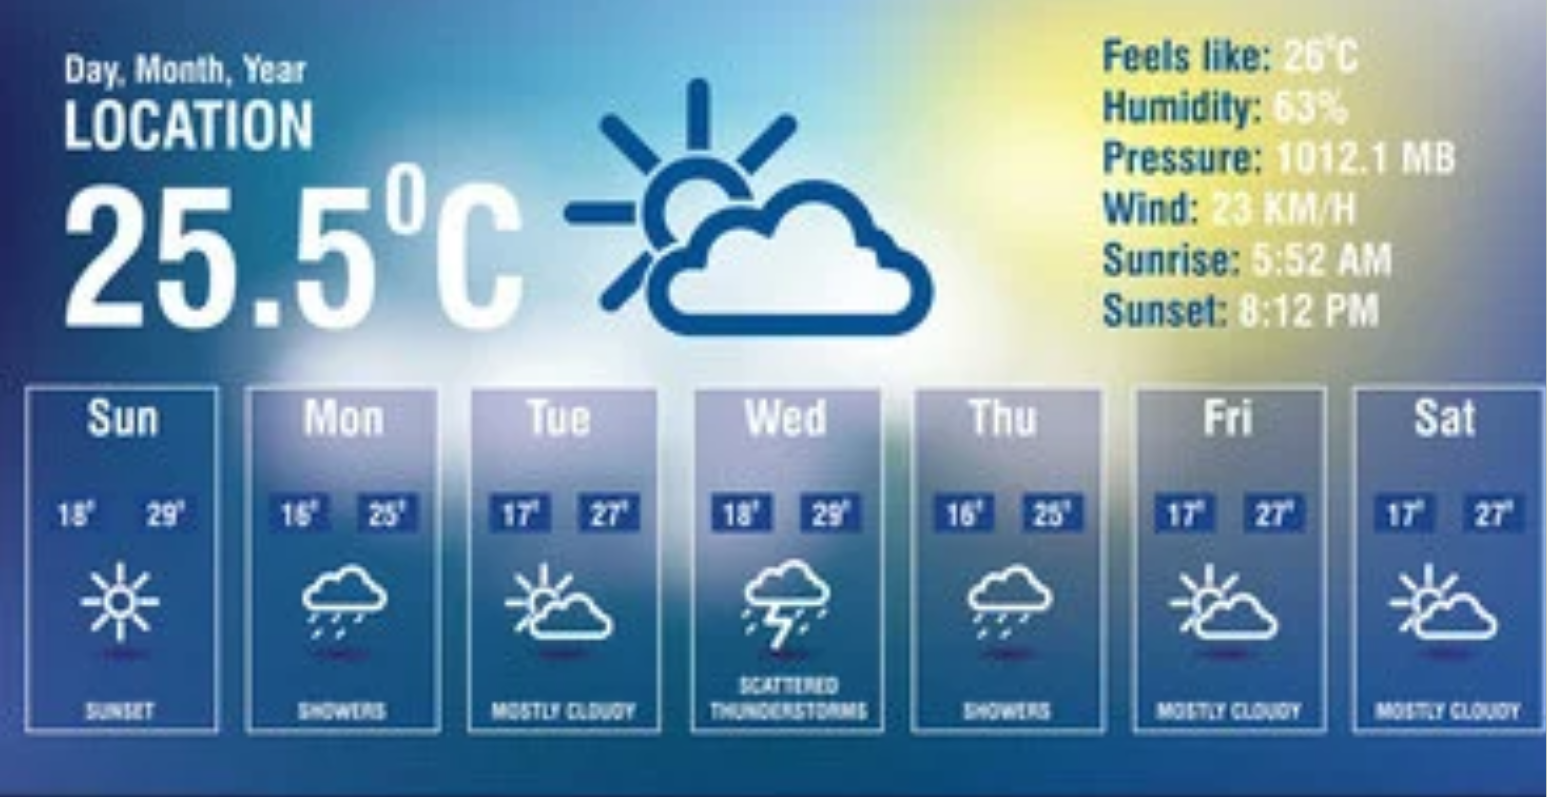 Day, Month, Year
LOCATION
25.5°C
Feels like: 26°C
Humidity: 63%
Pressure: 1012.1 MB
Wind: 23 KM/H
Sunrise: 5:52 AM
Sunset: 8:12 PM
Sun
18° 29°
SUNSET
Mon
16° 25°
SHOWERS
Tue
17° 27°
MOSTLY CLOUDY
Wed
18° 29°
SCATTERED
THUNDERSTORMS
Thu
16° 25°
SHOWERS
Fri
17° 27°
MOSTLY CLOUDY
Sat
17° 27°
MOSTLY CLOUDY